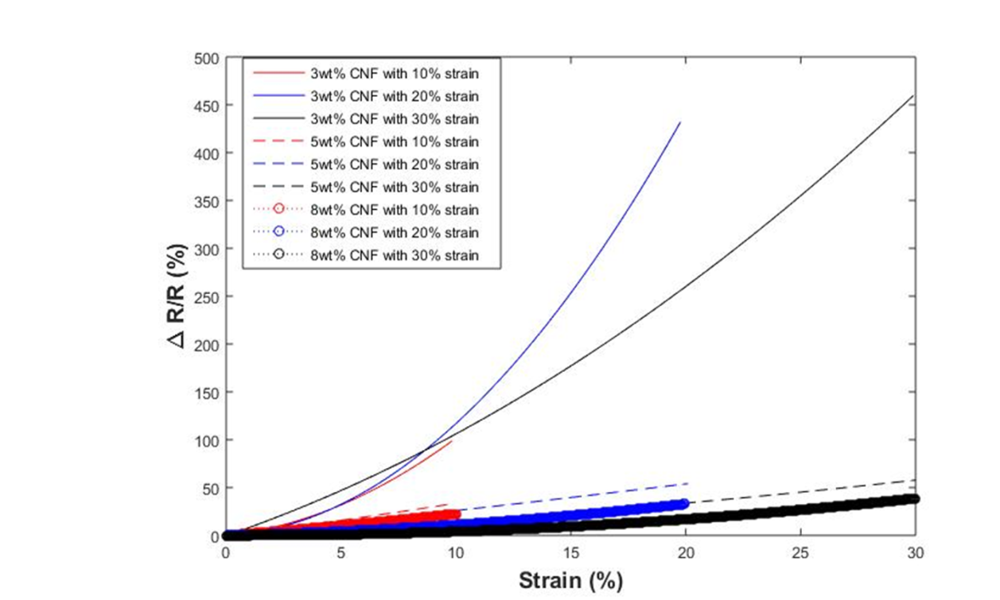 500
450
400
350
300
250
200
150
100
50
0
Δ R/R (%)
3wt% CNF with 10% strain
3wt% CNF with 20% strain
3wt% CNF with 30% strain
5wt% CNF with 10% strain
5wt% CNF with 20% strain
5wt% CNF with 30% strain
8wt% CNF with 10% strain
8wt% CNF with 20% strain
8wt% CNF with 30% strain
0 5 10 15 20 25 30
Strain (%)